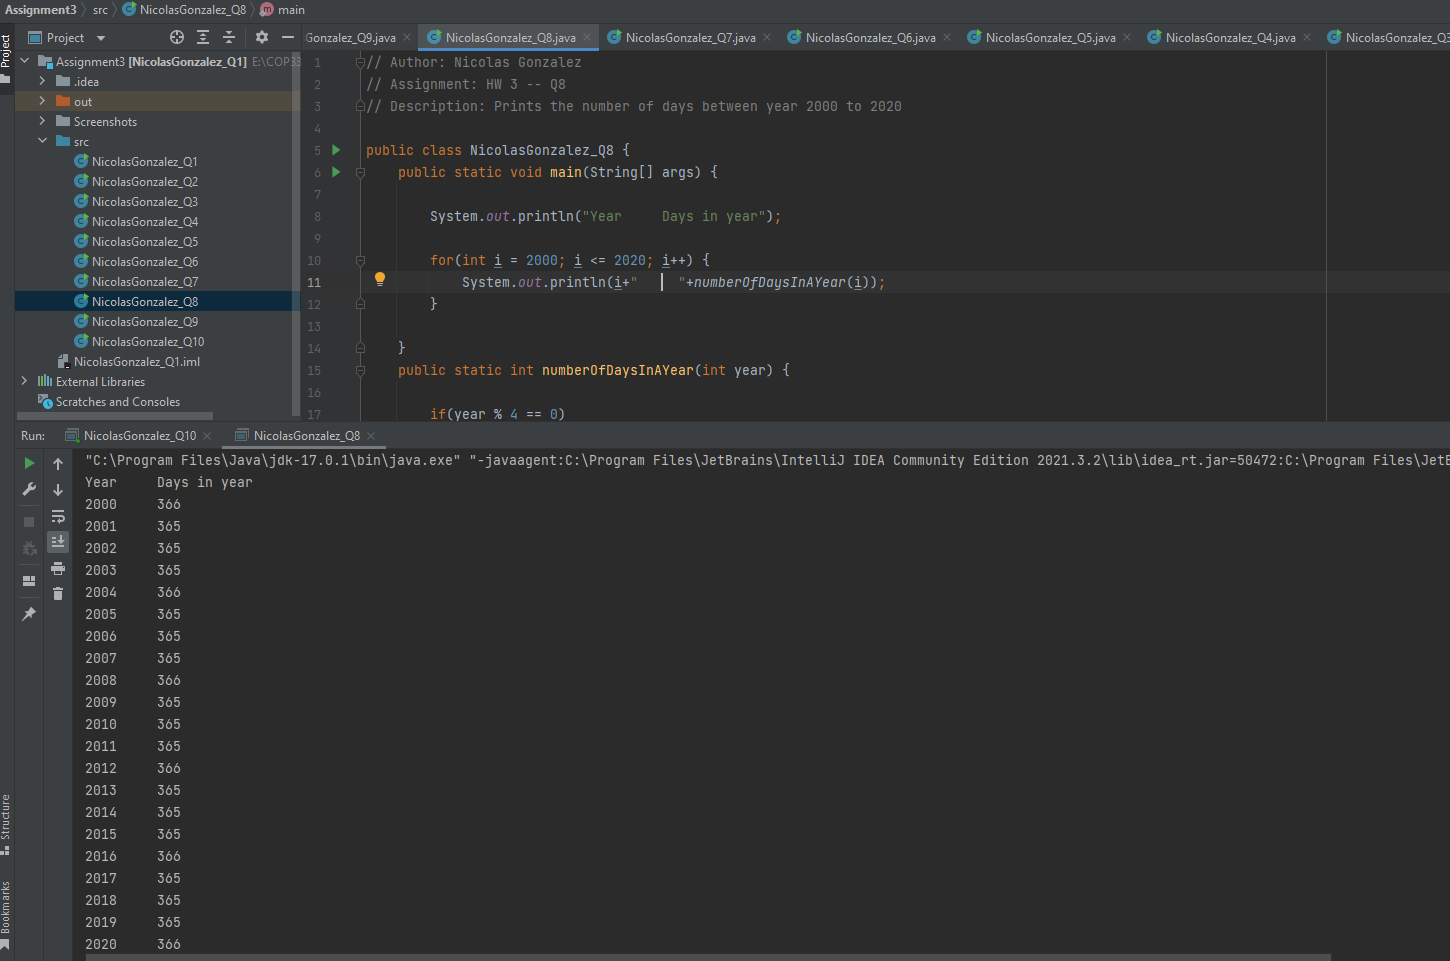 Assignment3 src NicolasGonzalez_Q8 main
Project
Gonzalez_Q9.java NicolasGonzalez_Q8.java NicolasGonzalez_Q7.java NicolasGonzalez_Q6.java NicolasGonzalez_Q5.java NicolasGonzalez_Q4.java NicolasGonzalez_Q3
Project
Assignment3 [NicolasGonzalez_Q1] E:\COP33
.idea
out
Screenshots
src
NicolasGonzalez_Q1
NicolasGonzalez_Q2
NicolasGonzalez_Q3
NicolasGonzalez_Q4
NicolasGonzalez_Q5
NicolasGonzalez_Q6
NicolasGonzalez_Q7
NicolasGonzalez_Q8
NicolasGonzalez_Q9
NicolasGonzalez_Q10
NicolasGonzalez_Q1.iml
External Libraries
Scratches and Consoles
1 // Author: Nicolas Gonzalez
2 // Assignment: HW 3 -- Q8
3 // Description: Prints the number of days between year 2000 to 2020
4
5 public class NicolasGonzalez_Q8 {
6 public static void main(String[] args) {
7
8 System.out.println("Year     Days in year");
9
10 for(int i = 2000; i <= 2020; i++) {
11 System.out.println(i+"     "+numberOfDaysInAYear(i));
12 }
13
14 }
15 public static int numberOfDaysInAYear(int year) {
16
17 if(year % 4 == 0)
Run: NicolasGonzalez_Q10 NicolasGonzalez_Q8
"C:\Program Files\Java\jdk-17.0.1\bin\java.exe" "-javaagent:C:\Program Files\JetBrains\IntelliJ IDEA Community Edition 2021.3.2\lib\idea_rt.jar=50472:C:\Program Files\JetB
Year     Days in year
2000     366
2001     365
2002     365
2003     365
2004     366
2005     365
2006     365
2007     365
2008     366
2009     365
2010     365
2011     365
2012     366
2013     365
2014     365
2015     365
2016     366
2017     365
2018     365
2019     365
2020     366
Structure
Bookmarks